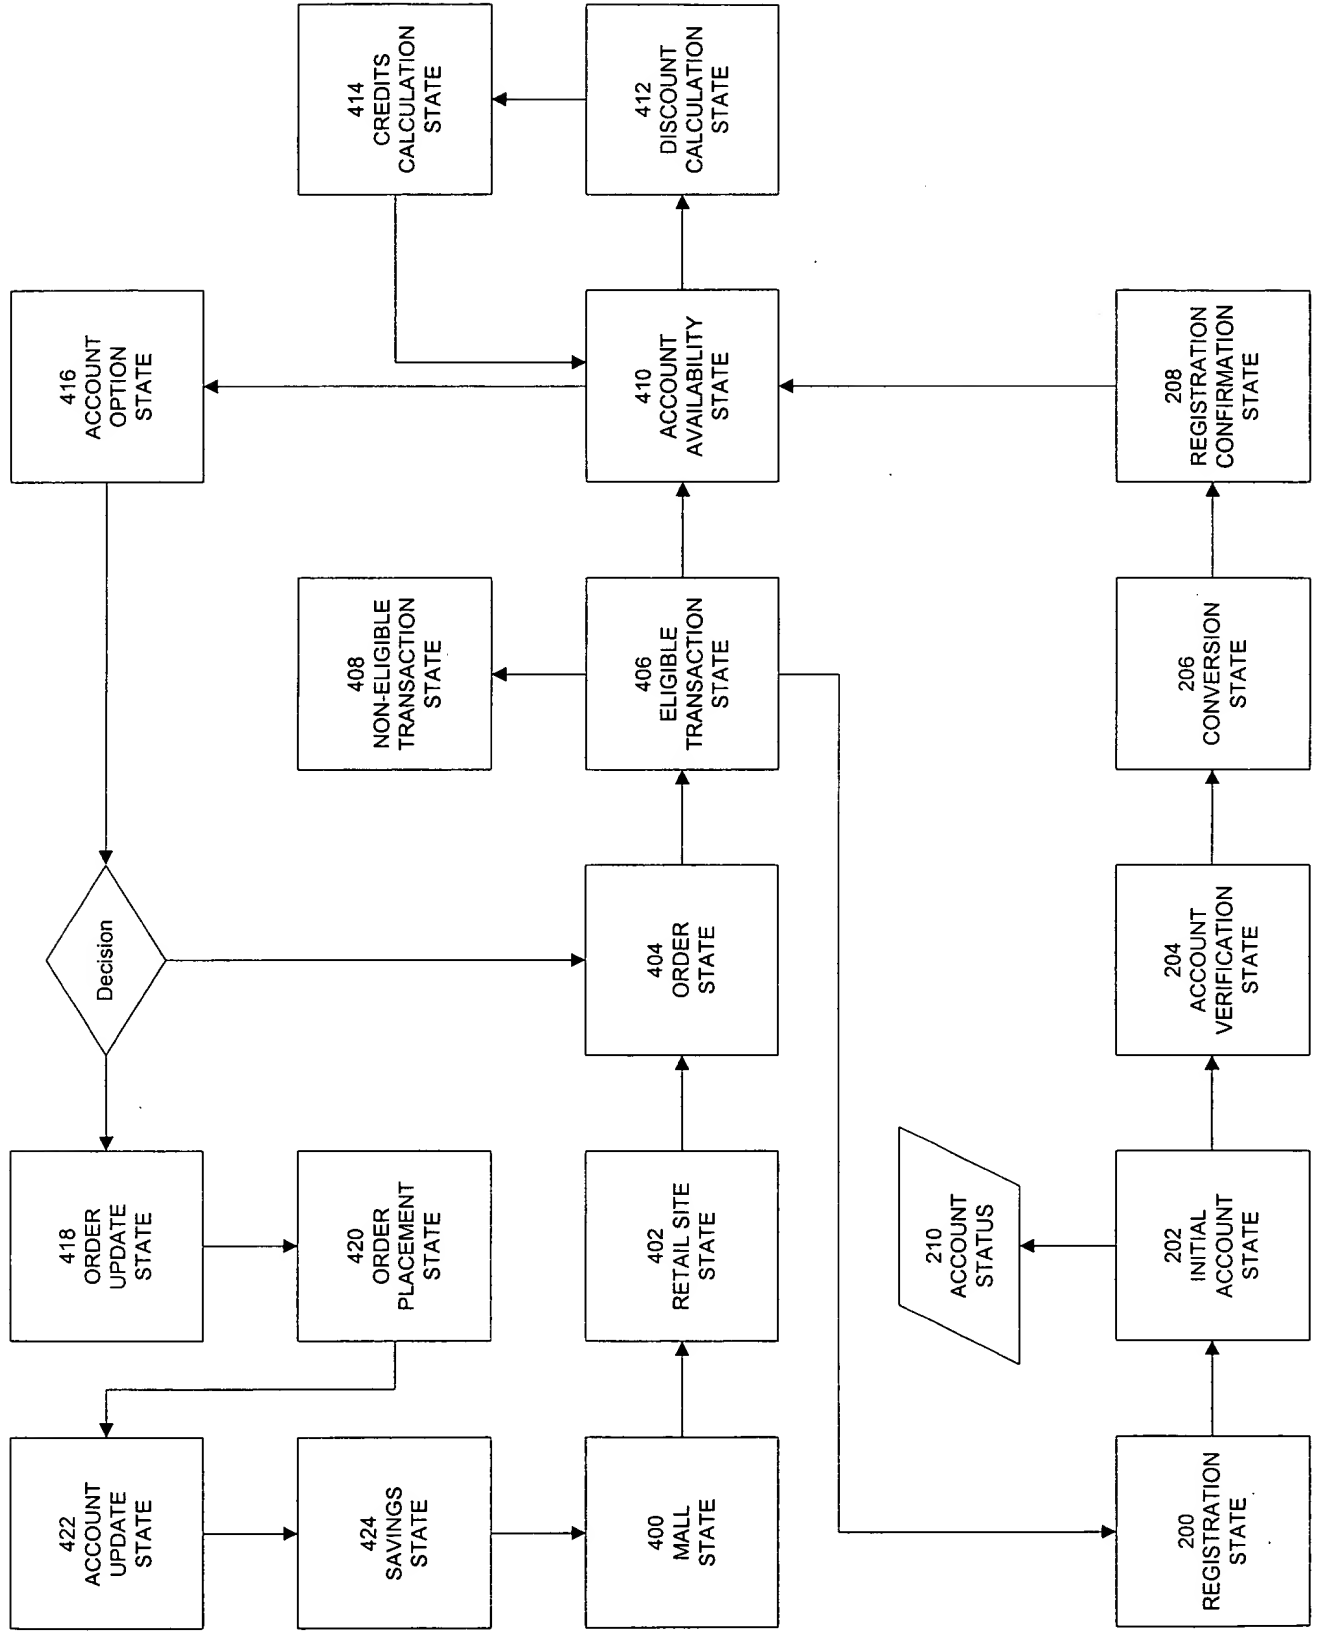 422
ACCOUNT
UPDATE
STATE
418
ORDER
UPDATE
STATE
Decision
416
ACCOUNT
OPTION
STATE
424
SAVINGS
STATE
420
ORDER
PLACEMENT
STATE
408
NON-ELIGIBLE
TRANSACTION
STATE
414
CREDITS
CALCULATION
STATE
400
MALL
STATE
402
RETAIL SITE
STATE
404
ORDER
STATE
406
ELIGIBLE
TRANSACTION
STATE
410
ACCOUNT
AVAILABILITY
STATE
412
DISCOUNT
CALCULATION
STATE
210
ACCOUNT
STATUS
200
REGISTRATION
STATE
202
INITIAL
ACCOUNT
STATE
204
ACCOUNT
VERIFICATION
STATE
206
CONVERSION
STATE
208
REGISTRATION
CONFIRMATION
STATE